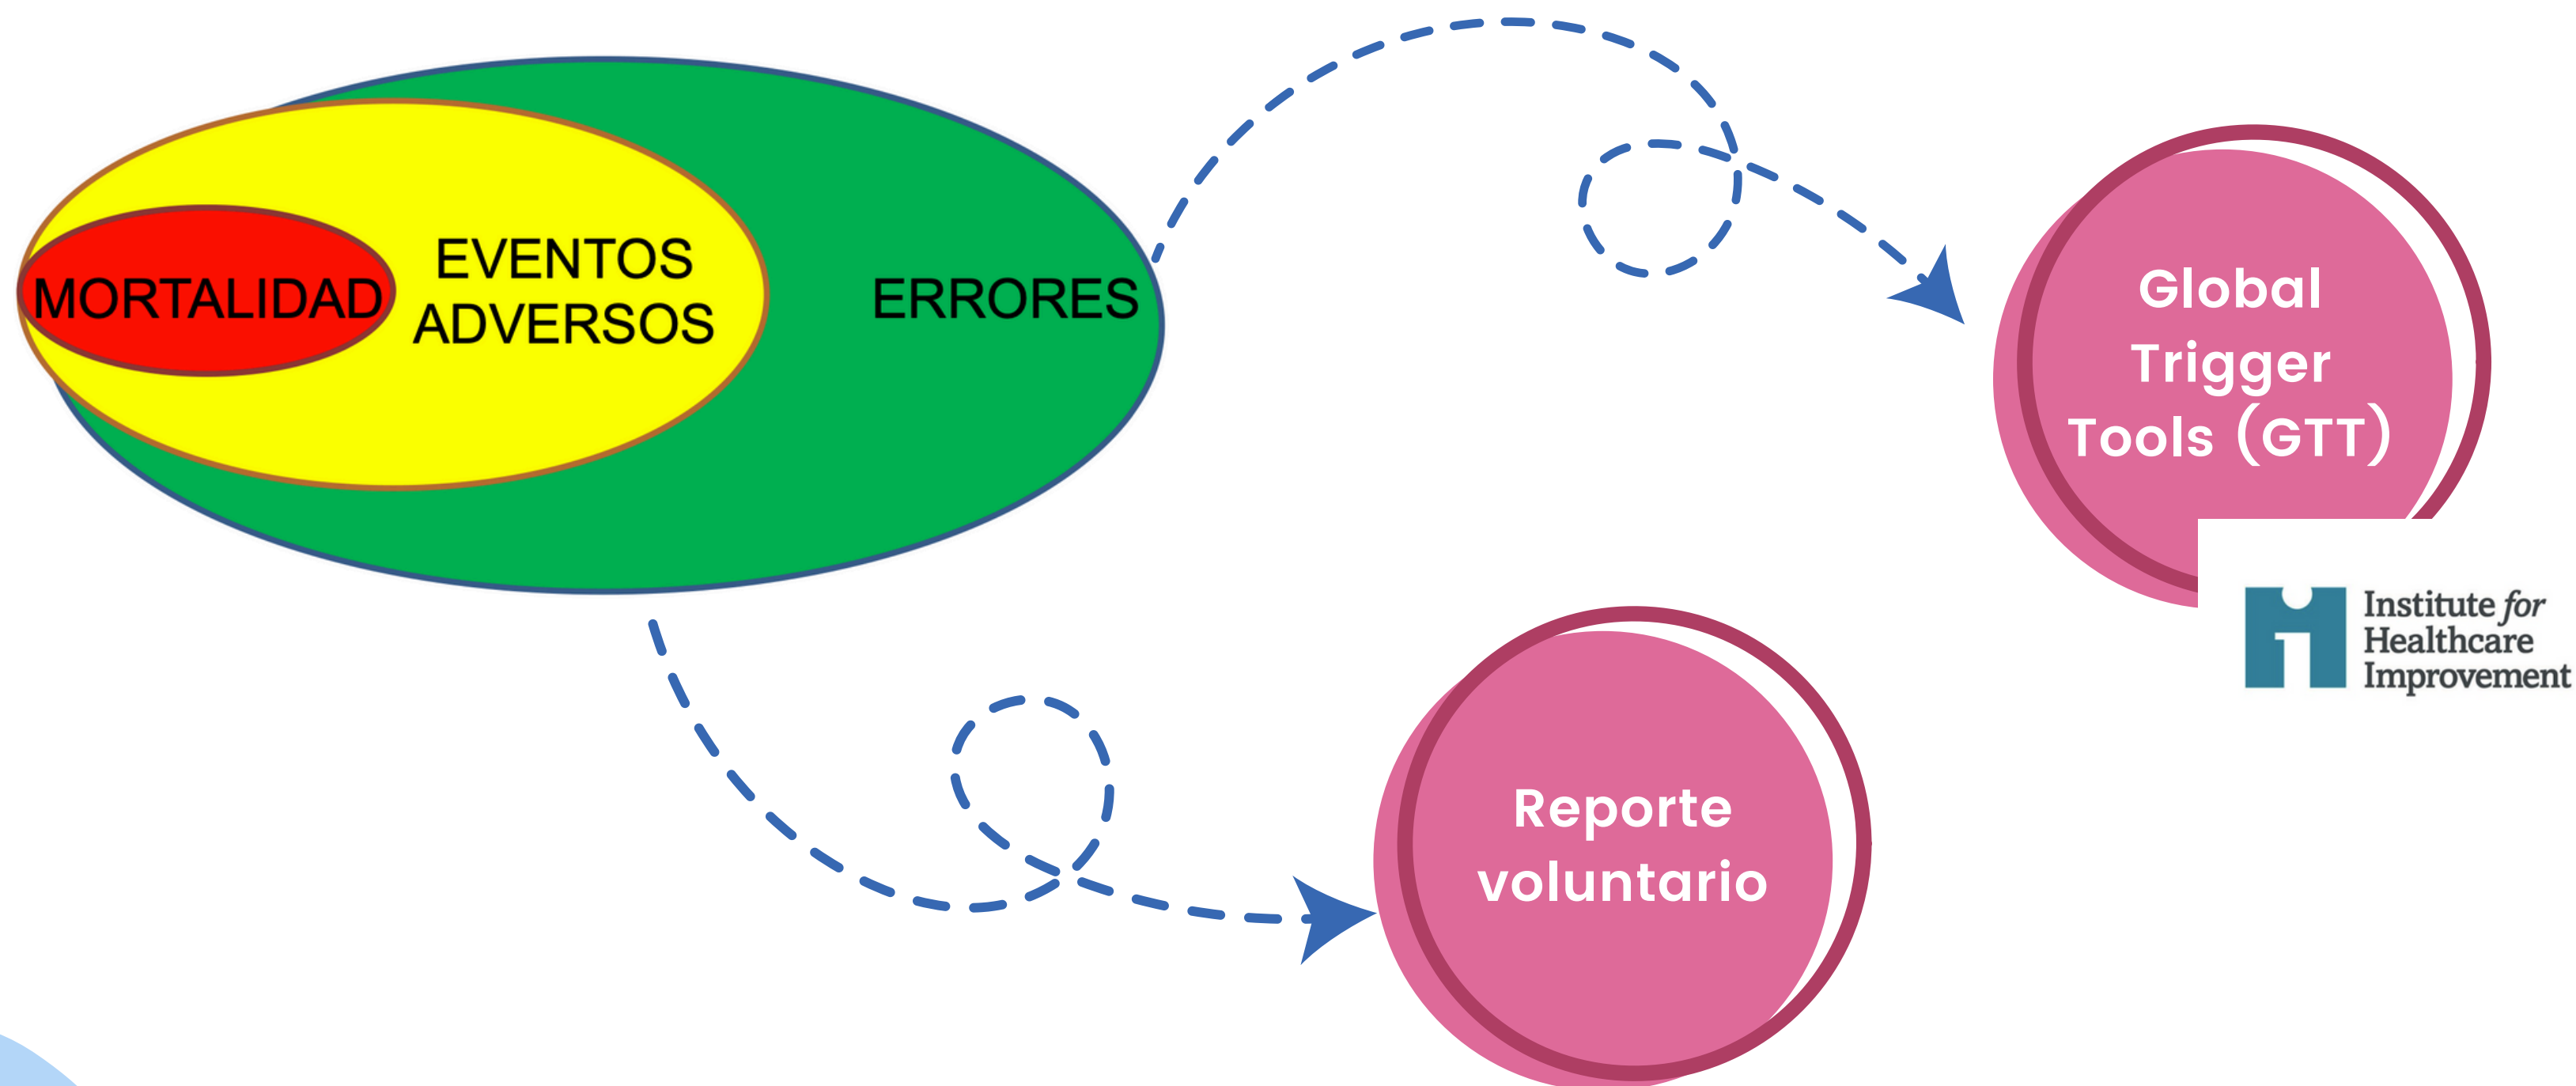 MORTALIDAD
EVENTOS
ADVERSOS
ERRORES
Global
Trigger
Tools (GTT)
Institute for
Healthcare
Improvement
Reporte
voluntario